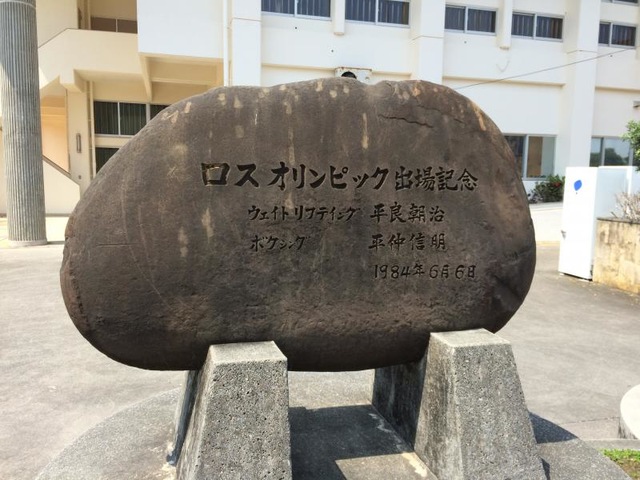 ロスオリンピック出場記念
ウェイトリフティング 平良朝治
ボクシング 平仲信明
1984年6月6日